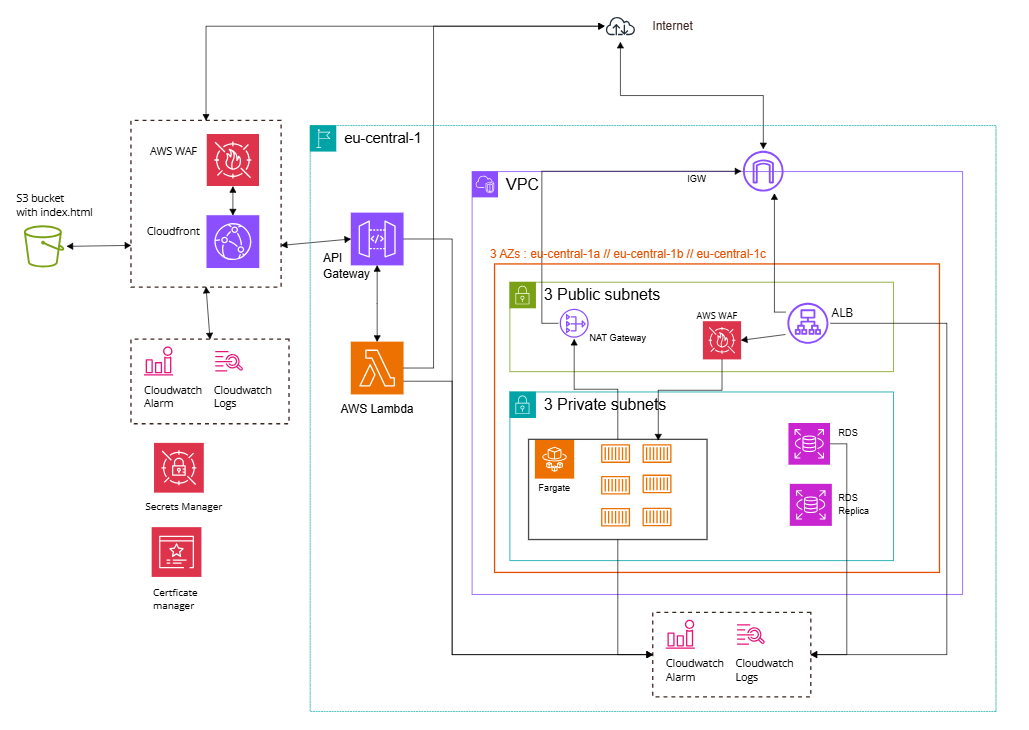 Internet
eu-central-1
AWS WAF
Cloudfront
S3 bucket
with index.html
API
Gateway
AWS Lambda
Cloudwatch
Alarm
Cloudwatch
Logs
Secrets Manager
Certficate
manager
VPC
IGW
3 AZs : eu-central-1a // eu-central-1b // eu-central-1c
3 Public subnets
NAT Gateway
AWS WAF
ALB
3 Private subnets
Fargate
RDS
RDS
Replica
Cloudwatch
Alarm
Cloudwatch
Logs